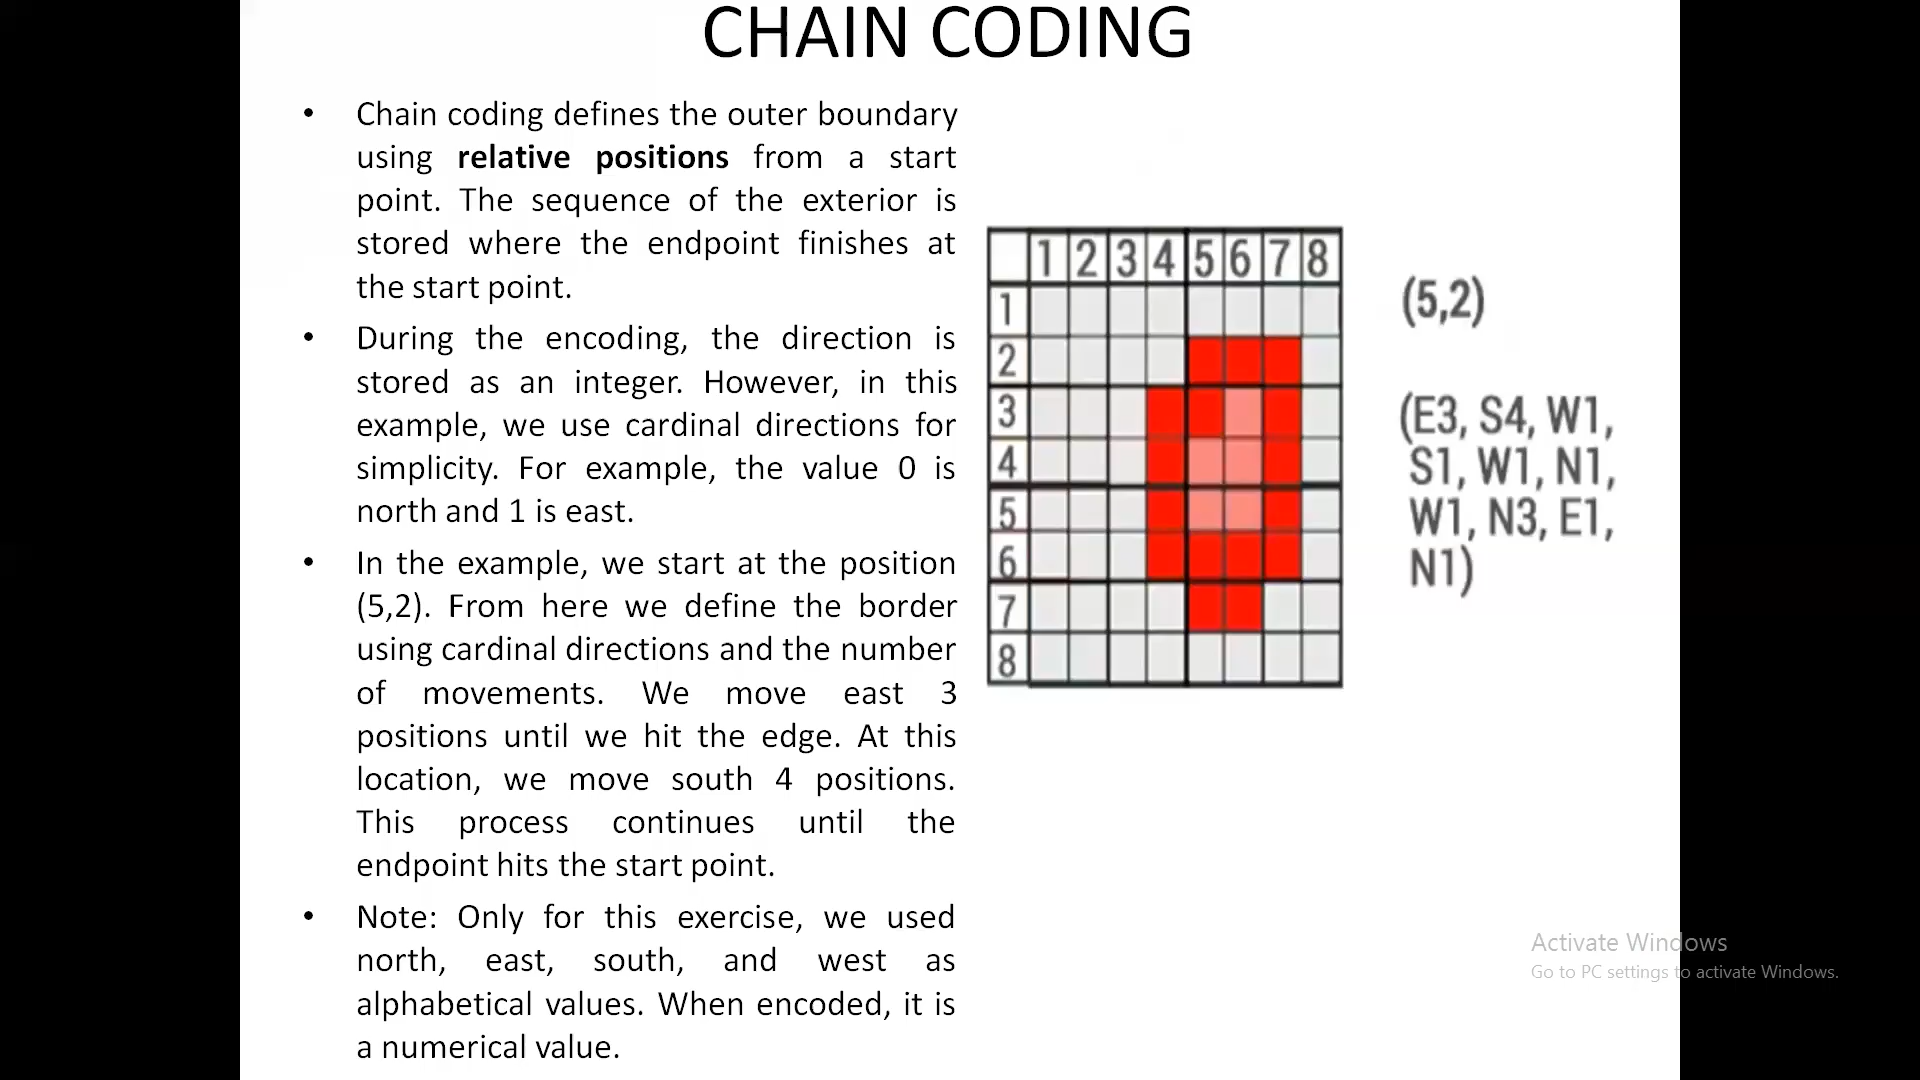 CHAIN CODING
• Chain coding defines the outer boundary
using relative positions from a start
point. The sequence of the exterior is
stored where the endpoint finishes at
the start point.
• During the encoding, the direction is
stored as an integer. However, in this
example, we use cardinal directions for
simplicity. For example, the value 0 is
north and 1 is east.
• In the example, we start at the position
(5,2). From here we define the border
using cardinal directions and the number
of movements. We move east 3
positions until we hit the edge. At this
location, we move south 4 positions.
This process continues until the
endpoint hits the start point.
• Note: Only for this exercise, we used
north, east, south, and west as
alphabetical values. When encoded, it is
a numerical value.
1 2 3 4 5 6 7 8
1
2
3
4
5
6
7
8
(5,2)
(E3, S4, W1,
S1, W1, N1,
W1, N3, E1,
N1)
Activate Windows
Go to PC settings to activate Windows.